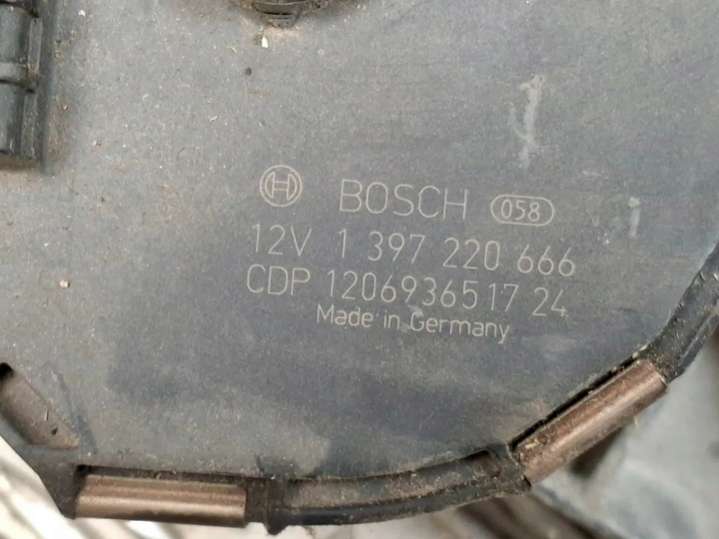 BOSCH 058
12V 1 397 220 666
CDP 1206936517 24
Made in Germany